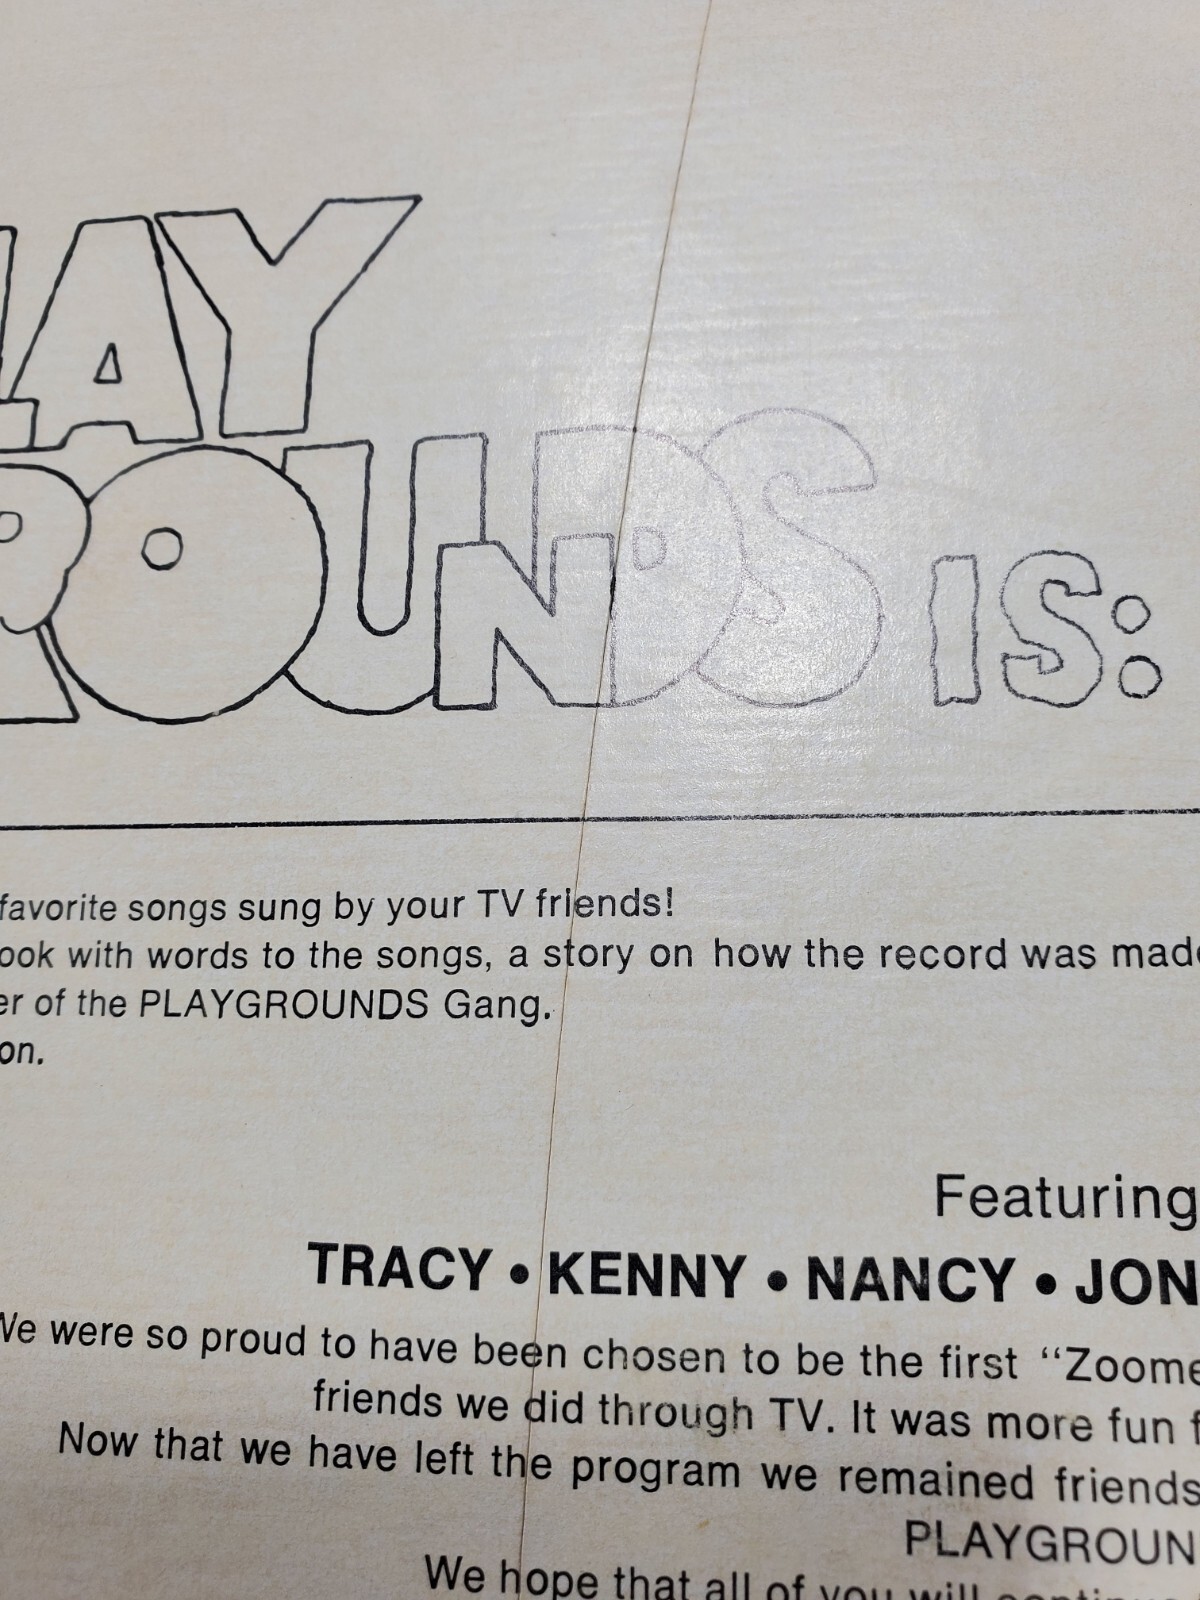 LAY
ROUNDS IS:
favorite songs sung by your TV friends!
ook with words to the songs, a story on how the record was made
er of the PLAYGROUNDS Gang.
on.
Featuring
TRACY • KENNY • NANCY • JON
We were so proud to have been chosen to be the first “Zoome
friends we did through TV. It was more fun f
Now that we have left the program we remained friends
PLAYGROUN
We hope that all of you will